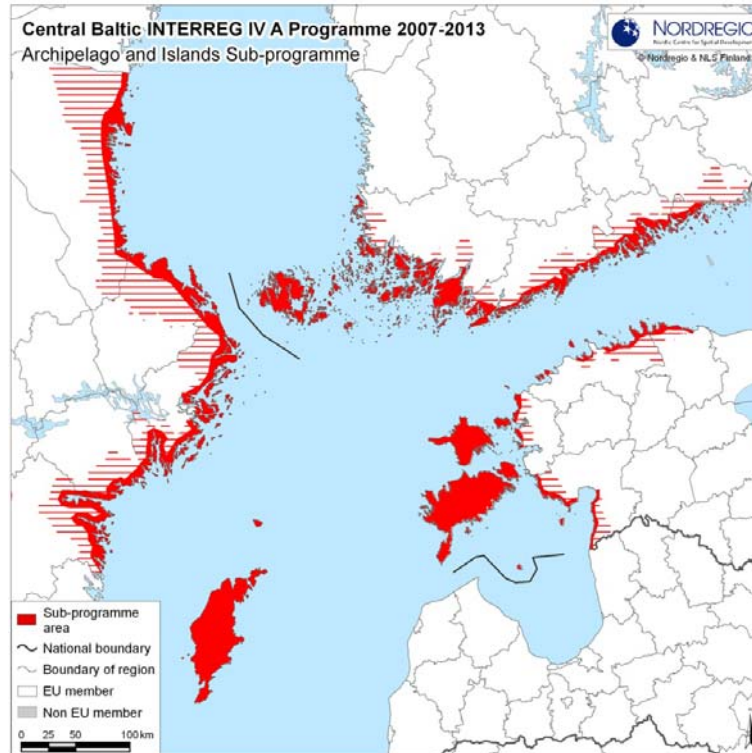 Central Baltic INTERREG IV A Programme 2007-2013
Archipelago and Islands Sub-programme
NORDREGIO
Nordic Centre for Spatial Development
© Nordregio & NLS Finland
Sub-programme
area
National boundary
Boundary of region
EU member
Non EU member
0 25 50 100 km